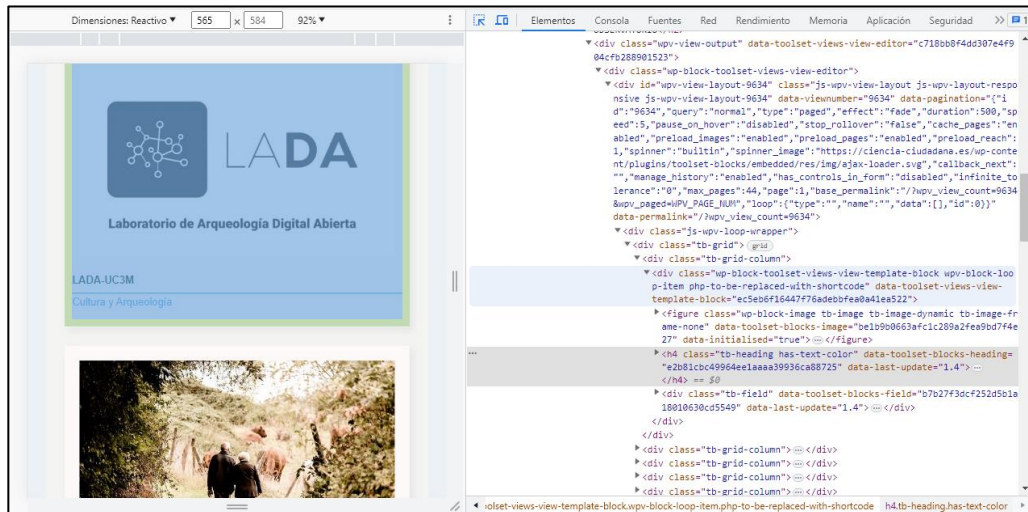 Dimensiones: Reactivo ▼ 565 x 584 92% ▼
Elementos Consola Fuentes Red Rendimiento Memoria Aplicación Seguridad >> 1
LADA
Laboratorio de Arqueología Digital Abierta
LADA-UC3M
Cultura y Arqueología
▼<div class="wpv-view-output" data-toolset-views-view-editor="c718bb8f4dd307e4f9
04cfb288901523">
▼<div class="wp-block-toolset-views-view-editor">
▼<div id="wpv-view-layout-9634" class="js-wpv-view-layout js-wpv-layout-respo
nsive js-wpv-view-layout-9634" data-viewnumber="9634" data-pagination="{"i
d":"9634","query":"normal","type":"paged","effect":"fade","duration":500,"sp
eed":5,"pause_on_hover":"disabled","stop_rollover":"false","cache_pages":"en
abled","preload_images":"enabled","preload_pages":"enabled","preload_reach":
1,"spinner":"builtin","spinner_image":"https://ciencia-ciudadana.es/wp-conte
nt/plugins/toolset-blocks/embedded/res/img/ajax-loader.svg","callback_next":
"","manage_history":"enabled","has_controls_in_form":"disabled","infinite_to
lerance":"0","max_pages":44,"page":1,"base_permalink":"/?wpv_view_count=9634
&wpv_paged=WPV_PAGE_NUM","loop":{"type":"","name":"","data":[],"id":0}}"
data-permalink="/?wpv_view_count=9634">
▼<div class="js-wpv-loop-wrapper">
▼<div class="tb-grid"> grid
▼<div class="tb-grid-column">
▼<div class="wp-block-toolset-views-view-template-block wpv-block-loo
p-item php-to-be-replaced-with-shortcode" data-toolset-views-view-
template-block="ec5eb6f16447f76adebbfea0a41ea522">
▶<figure class="wp-block-image tb-image tb-image-dynamic tb-image-fr
ame-none" data-toolset-blocks-image="be1b9b0663afc1c289a2fea9bd7f4e
27" data-initialised="true"> … </figure>
▶<h4 class="tb-heading has-text-color" data-toolset-blocks-heading=
"e2b81cbc49964ee1aaaa39936ca88725" data-last-update="1.4"> …
</h4> == $0
▶<div class="tb-field" data-toolset-blocks-field="b7b27f3dcf252d5b1a
18010630cd5549" data-last-update="1.4"> … </div>
</div>
</div>
▶<div class="tb-grid-column"> … </div>
▶<div class="tb-grid-column"> … </div>
▶<div class="tb-grid-column"> … </div>
▶<div class="tb-grid-column"> … </div>
olset-views-view-template-block.wpv-block-loop-item.php-to-be-replaced-with-shortcode h4.tb-heading.has-text-color